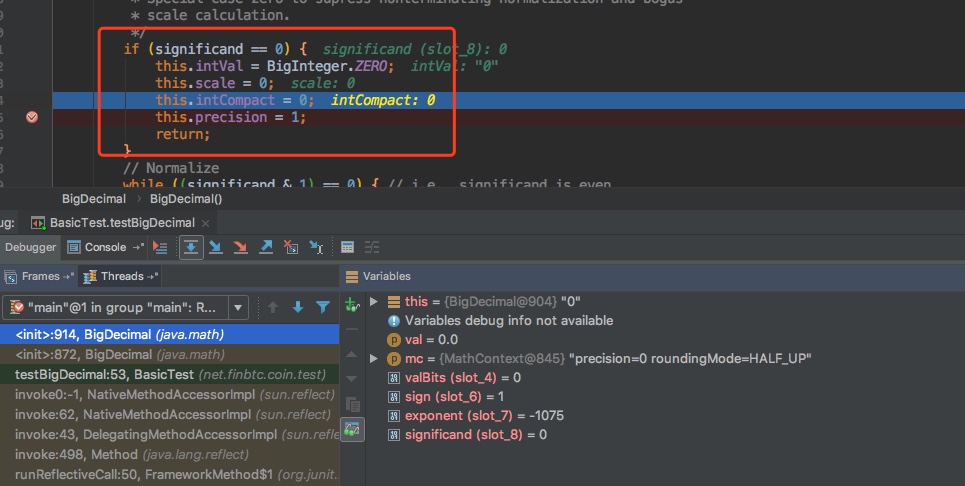 * Special case zero to supress nonterminating normalization and bogus
* scale calculation.
*/
if (significand == 0) { significand (slot_8): 0
this.intVal = BigInteger.ZERO; intVal: "0"
this.scale = 0; scale: 0
this.intCompact = 0; intCompact: 0
this.precision = 1;
return;
}
// Normalize
while ((significand & 1) == 0) { // i.e. significand is even
BigDecimal › BigDecimal()
ug: BasicTest.testBigDecimal ×
Debugger Console
Frames Threads
Variables
"main"@1 in group "main": R...
<init>:914, BigDecimal (java.math)
<init>:872, BigDecimal (java.math)
testBigDecimal:53, BasicTest (net.finbtc.coin.test)
invoke0:-1, NativeMethodAccessorImpl (sun.reflect)
invoke:62, NativeMethodAccessorImpl (sun.reflect)
invoke:43, DelegatingMethodAccessorImpl (sun.refle
invoke:498, Method (java.lang.reflect)
runReflectiveCall:50, FrameworkMethod$1 (org.junit.
this = {BigDecimal@904} "0"
Variables debug info not available
val = 0.0
mc = {MathContext@845} "precision=0 roundingMode=HALF_UP"
valBits (slot_4) = 0
sign (slot_6) = 1
exponent (slot_7) = -1075
significand (slot_8) = 0